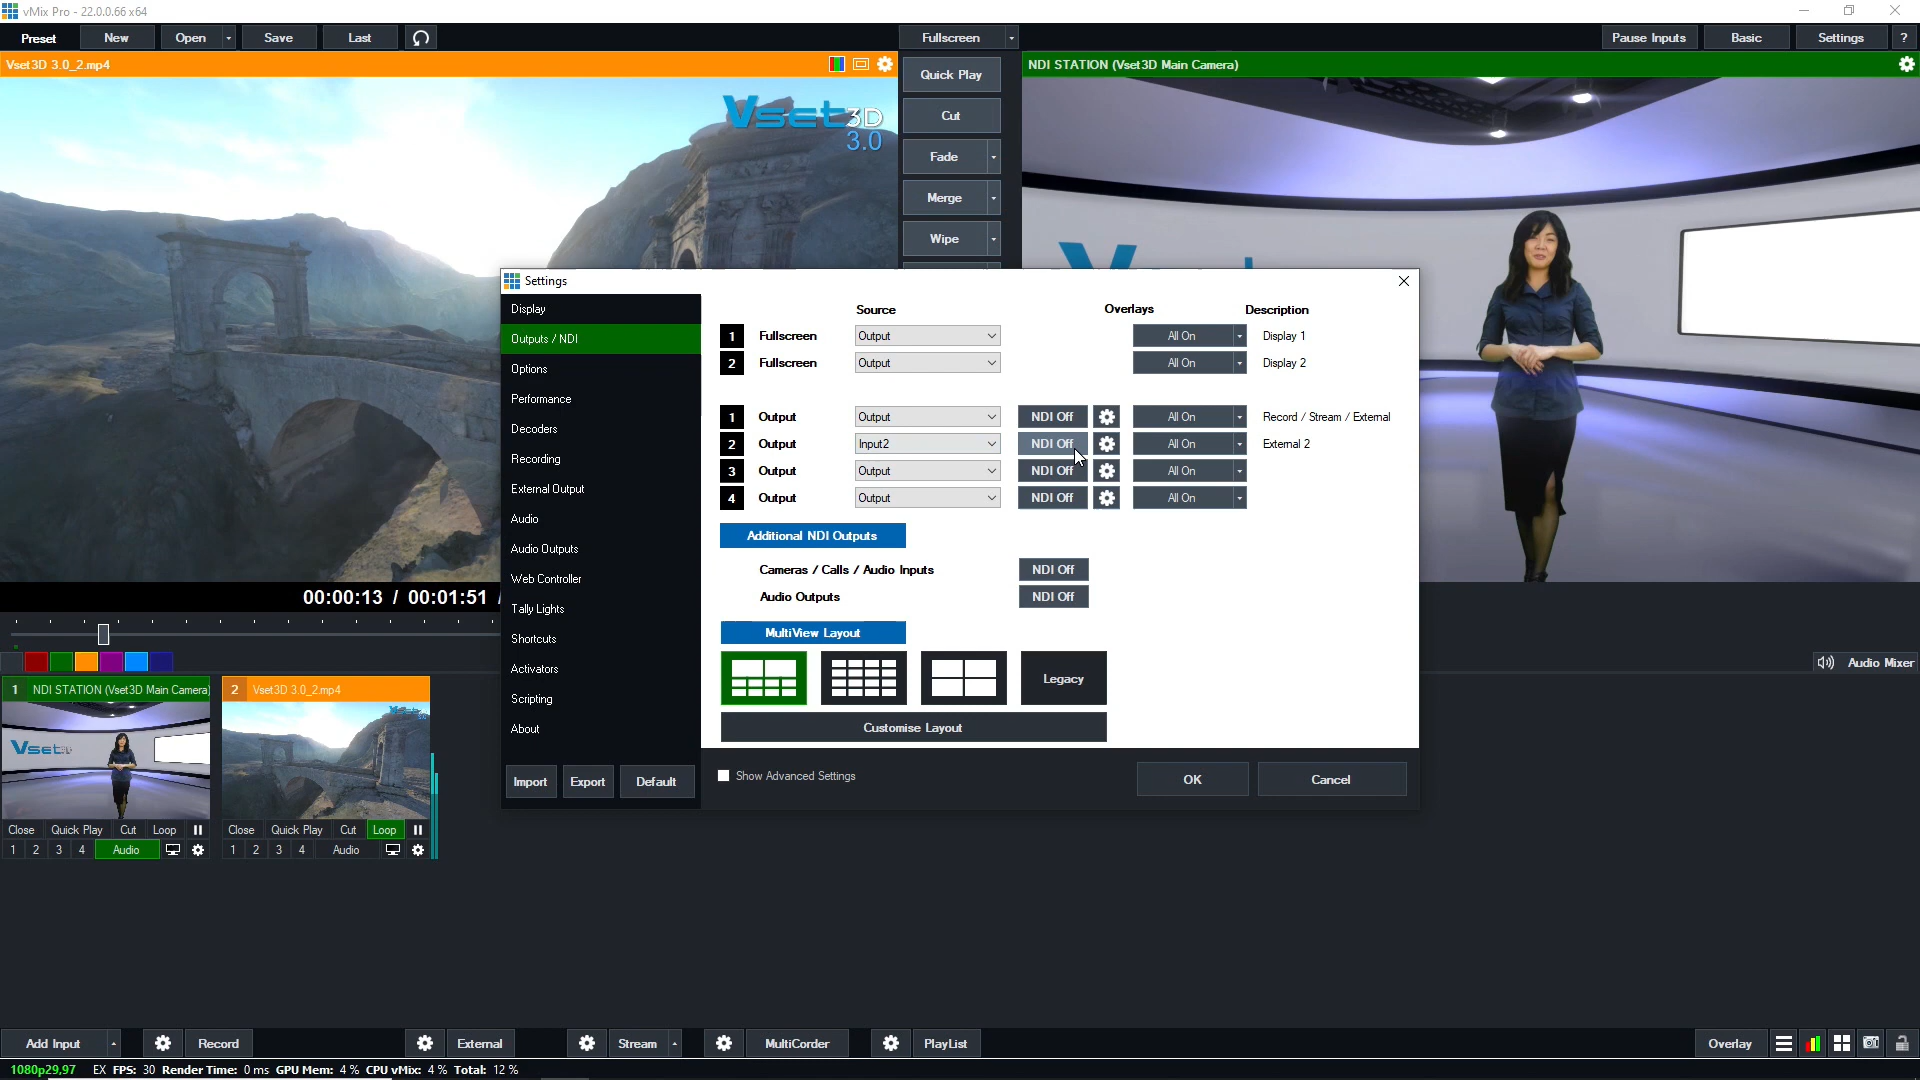 vMix Pro - 22.0.0.66 x64
Preset New Open Save Last Fullscreen Pause Inputs Basic Settings ?
Vset3D 3.0_2.mp4
NDI STATION (Vset3D Main Camera)
Vset3D
3.0
Quick Play
Cut
Fade
Merge
Wipe
V
Settings
Display
Outputs / NDI
Options
Performance
Decoders
Recording
External Output
Audio
Audio Outputs
Web Controller
Tally Lights
Shortcuts
Activators
Scripting
About
Import Export Default
Source Overlays Description
1 Fullscreen Output All On Display 1
2 Fullscreen Output All On Display 2
1 Output Output NDI Off All On Record / Stream / External
2 Output Input2 NDI Off All On External 2
3 Output Output NDI Off All On
4 Output Output NDI Off All On
Additional NDI Outputs
Cameras / Calls / Audio Inputs NDI Off
Audio Outputs NDI Off
MultiView Layout
Legacy
Customise Layout
Show Advanced Settings
OK Cancel
00:00:13 / 00:01:51 /
Audio Mixer
1 NDI STATION (Vset3D Main Camera)
Vset3D
Close Quick Play Cut Loop
1 2 3 4 Audio
2 Vset3D 3.0_2.mp4
Close Quick Play Cut Loop
1 2 3 4 Audio
Add Input Record External Stream MultiCorder PlayList Overlay
1080p29,97 EX FPS: 30 Render Time: 0 ms GPU Mem: 4 % CPU vMix: 4 % Total: 12 %